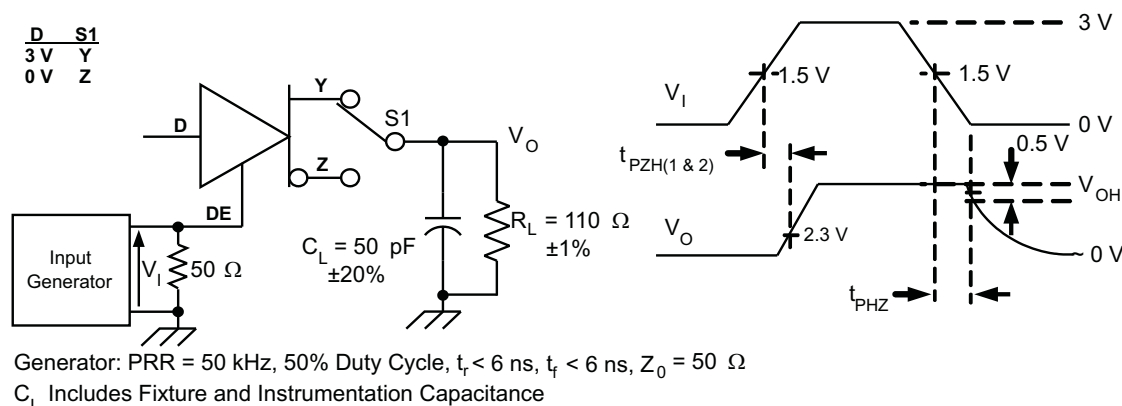 D S1
3 V Y
0 V Z
D
DE
Y
Z
S1
V_O
Input
Generator
V_I
50 Ω
C_L = 50 pF
±20%
R_L = 110 Ω
±1%
V_I
1.5 V
1.5 V
3 V
0 V
t_PZH(1 & 2)
0.5 V
V_OH
V_O
2.3 V
~ 0 V
t_PHZ
Generator: PRR = 50 kHz, 50% Duty Cycle, t_r < 6 ns, t_f < 6 ns, Z_0 = 50 Ω
C_L Includes Fixture and Instrumentation Capacitance